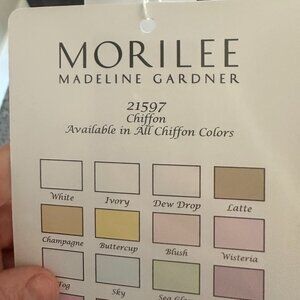 MORILEE
MADELINE GARDNER
21597
Chiffon
Available in All Chiffon Colors
White Ivory Dew Drop Latte
Champagne Buttercup Blush Wisteria
Fog Sky